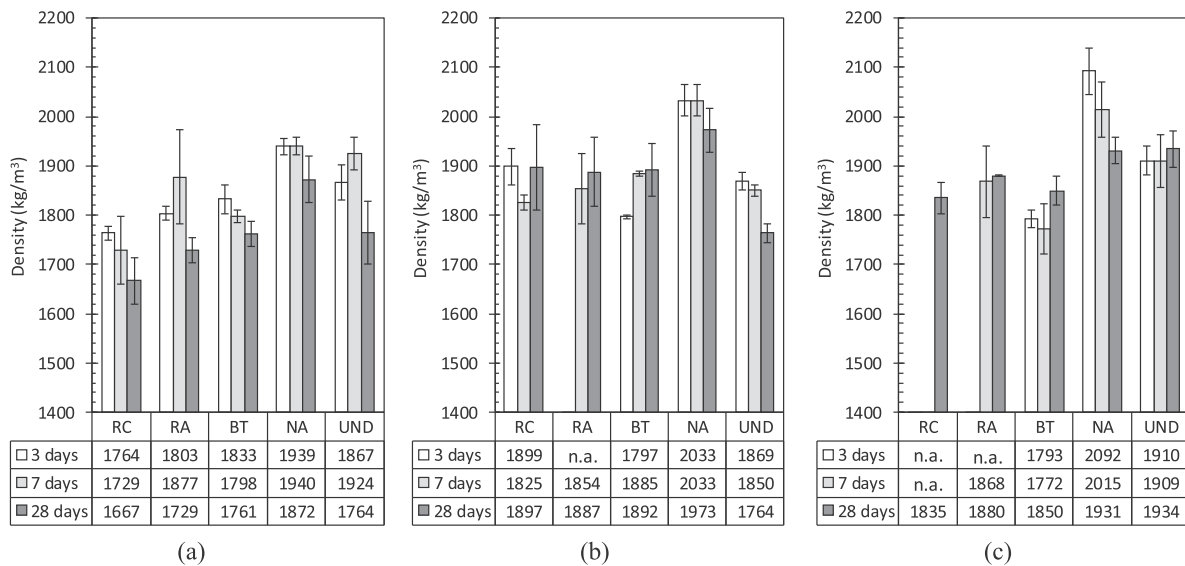 2200
2100
2000
1900
1800
1700
1600
1500
1400
Density (kg/m³)
RC RA BT NA UND
3 days 1764 1803 1833 1939 1867
7 days 1729 1877 1798 1940 1924
28 days 1667 1729 1761 1872 1764
(a)
2200
2100
2000
1900
1800
1700
1600
1500
1400
Density (kg/m³)
RC RA BT NA UND
3 days 1899 n.a. 1797 2033 1869
7 days 1825 1854 1885 2033 1850
28 days 1897 1887 1892 1973 1764
(b)
2200
2100
2000
1900
1800
1700
1600
1500
1400
Density (kg/m³)
RC RA BT NA UND
3 days n.a. n.a. 1793 2092 1910
7 days n.a. 1868 1772 2015 1909
28 days 1835 1880 1850 1931 1934
(c)